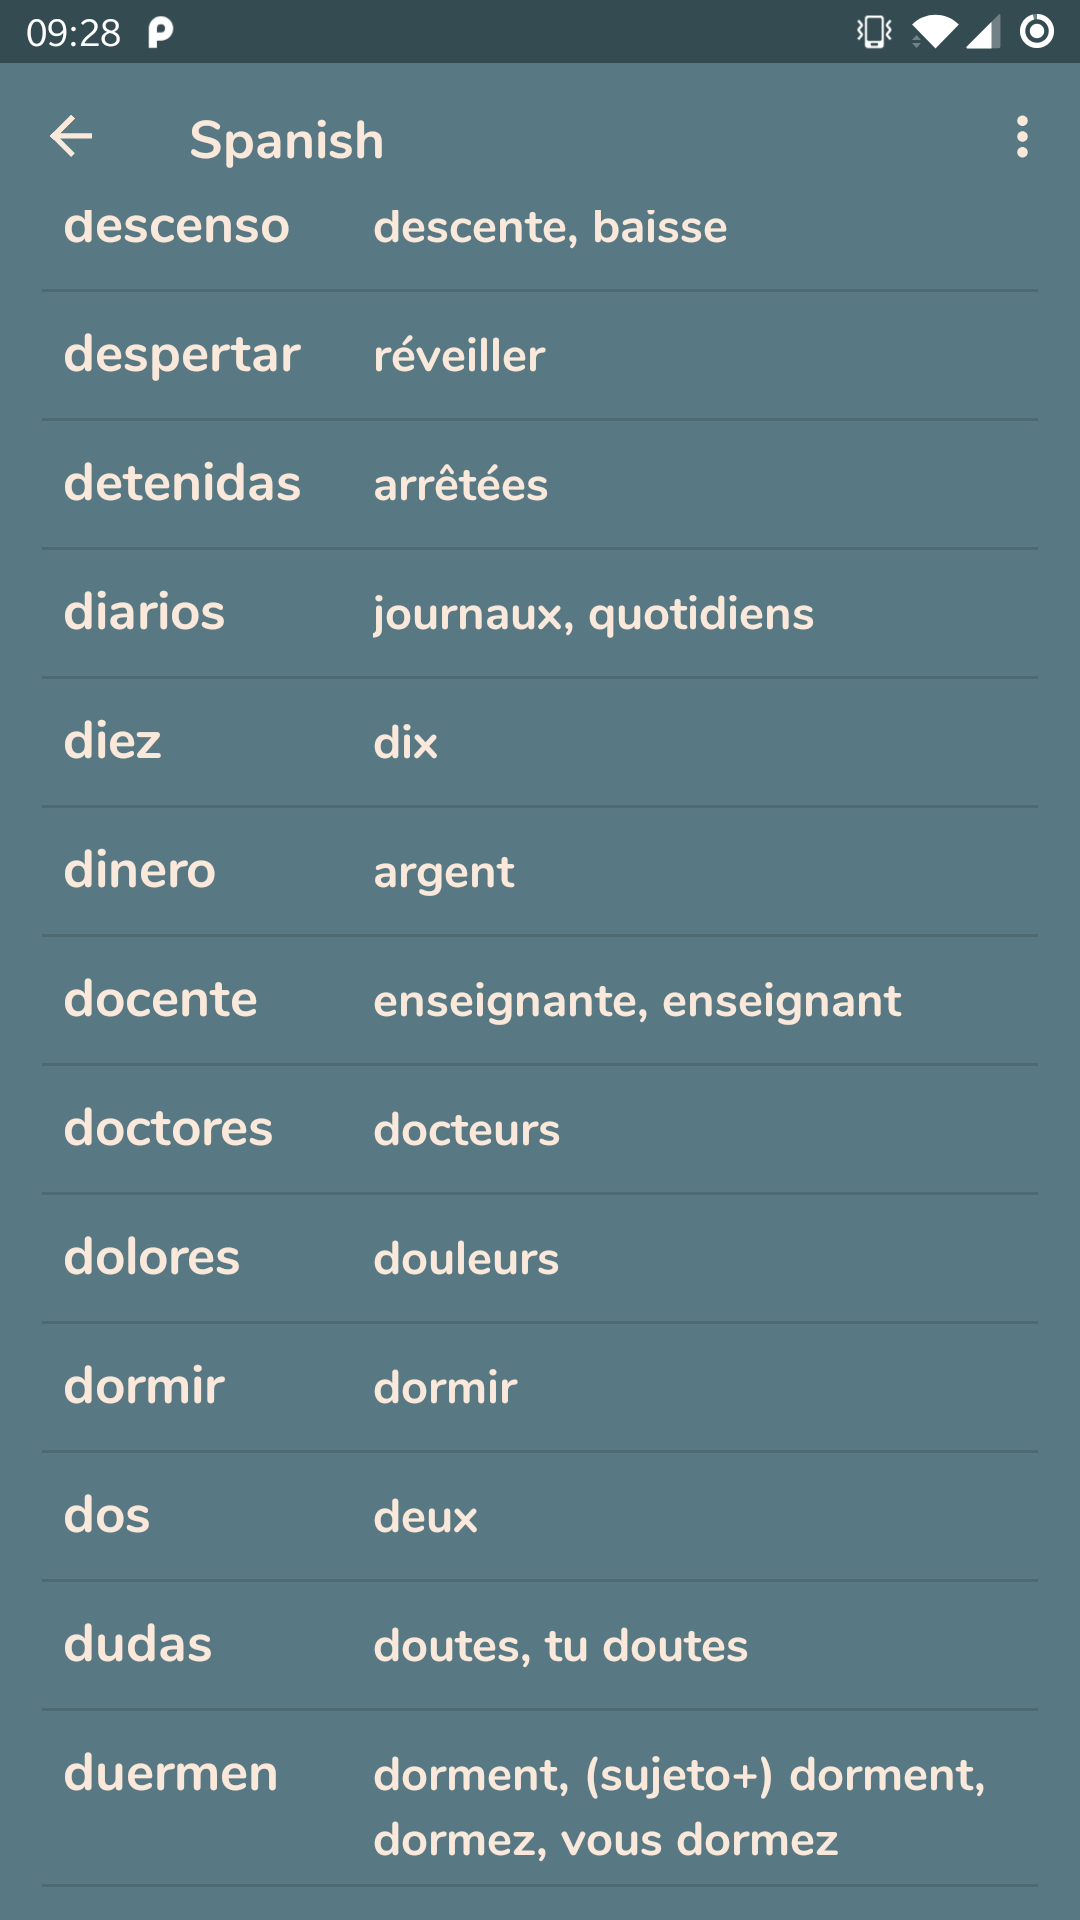 09:28
Spanish
descenso descente, baisse
despertar réveiller
detenidas arrêtées
diarios journaux, quotidiens
diez dix
dinero argent
docente enseignante, enseignant
doctores docteurs
dolores douleurs
dormir dormir
dos deux
dudas doutes, tu doutes
duermen dorment, (sujeto+) dorment,
dormez, vous dormez